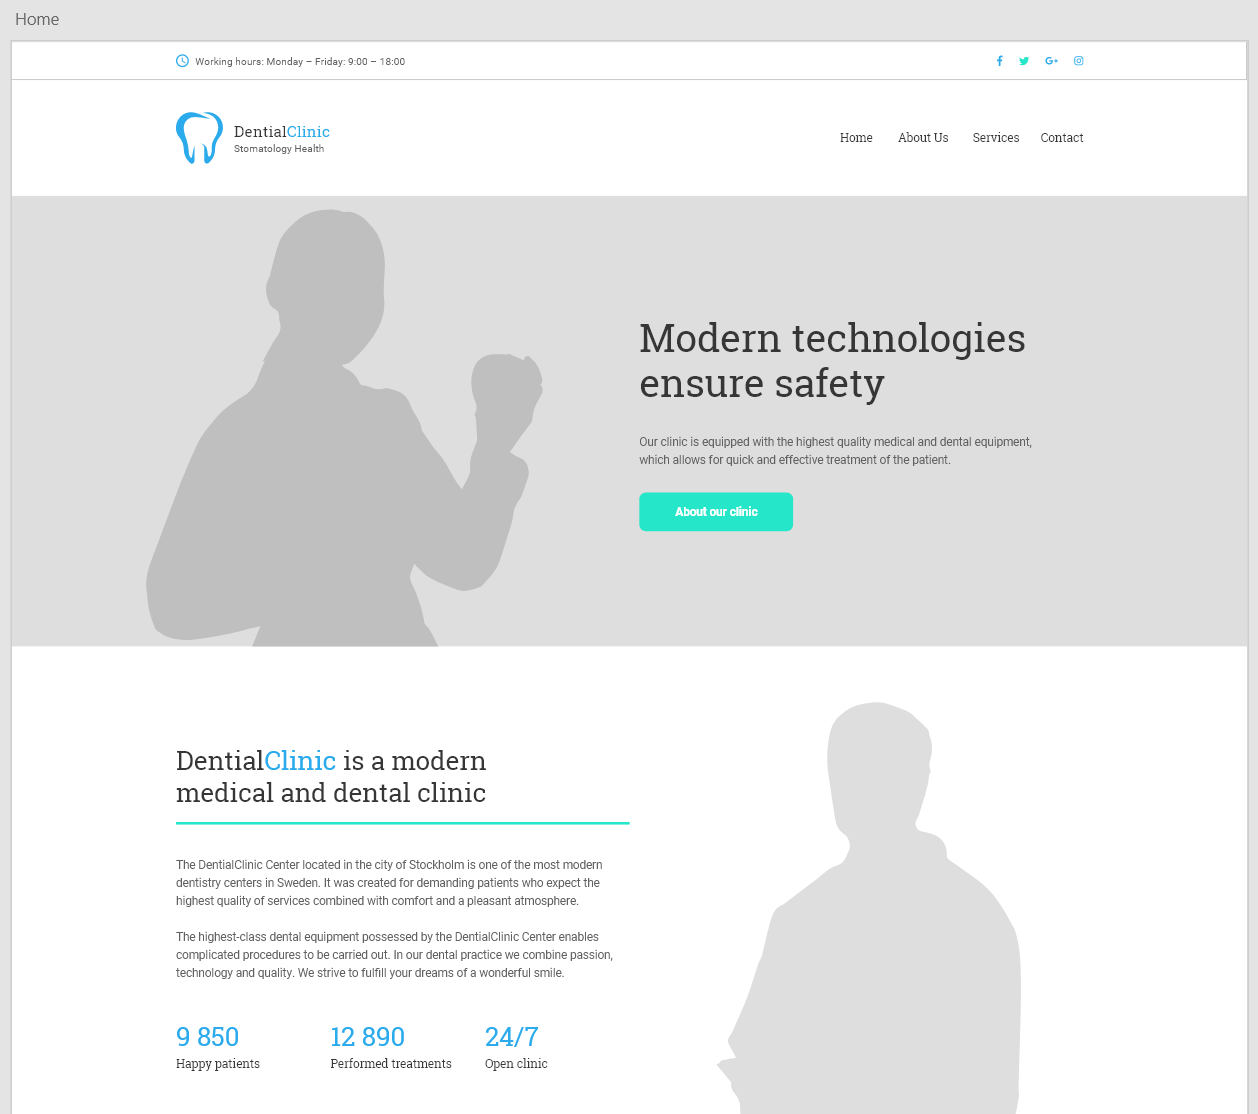 Home
Working hours: Monday – Friday: 9:00 – 18:00
DentialClinic
Stomatology Health
Home About Us Services Contact
Modern technologies
ensure safety
Our clinic is equipped with the highest quality medical and dental equipment,
which allows for quick and effective treatment of the patient.
About our clinic
DentialClinic is a modern
medical and dental clinic
The DentialClinic Center located in the city of Stockholm is one of the most modern
dentistry centers in Sweden. It was created for demanding patients who expect the
highest quality of services combined with comfort and a pleasant atmosphere.
The highest-class dental equipment possessed by the DentialClinic Center enables
complicated procedures to be carried out. In our dental practice we combine passion,
technology and quality. We strive to fulfill your dreams of a wonderful smile.
9 850 12 890 24/7
Happy patients Performed treatments Open clinic